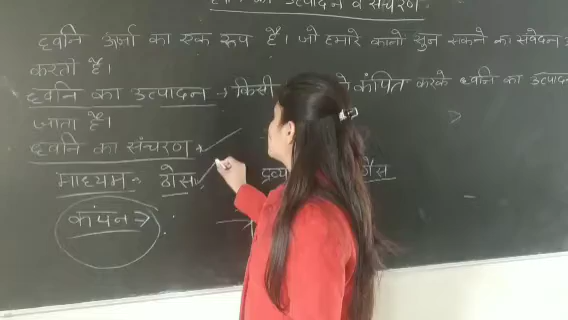 ध्वनि का उत्पादन व संचरण
ध्वनि ऊर्जा का एक रूप है। जो हमारे कानो सुन सकने का संवेदन
करती है।
ध्वनि का उत्पादन → किसी कंपित करके ध्वनि का उत्पादन
जाता है।
ध्वनि का संचरण →
माध्यम ठोस गैस
कंपन →